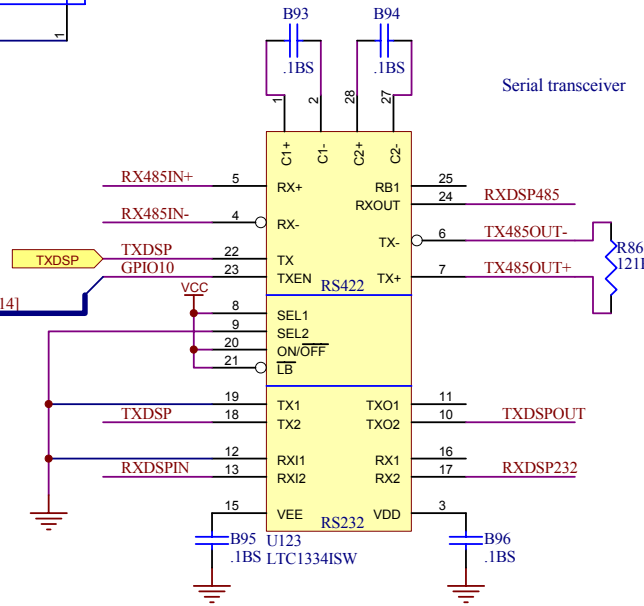 B93
B94
.1BS
.1BS
Serial transceiver
1
1
2
28
27
C1+
C1-
C2+
C2-
RX485IN+
5
RX+
RB1
25
RXOUT
24
RXDSP485
RX485IN-
4
RX-
TX-
6
TX485OUT-
TXDSP
TXDSP
22
TX
GPIO10
23
TXEN
TX+
7
TX485OUT+
R86
RS422
14]
VCC
8
SEL1
9
SEL2
20
ON/OFF
21
LB
19
TX1
TXO1
11
TXDSP
18
TX2
TXO2
10
TXDSPOUT
12
RXI1
RX1
16
RXDSPIN
13
RXI2
RX2
17
RXDSP232
15
VEE
VDD
3
RS232
B95
.1BS
U123
LTC1334ISW
B96
.1BS